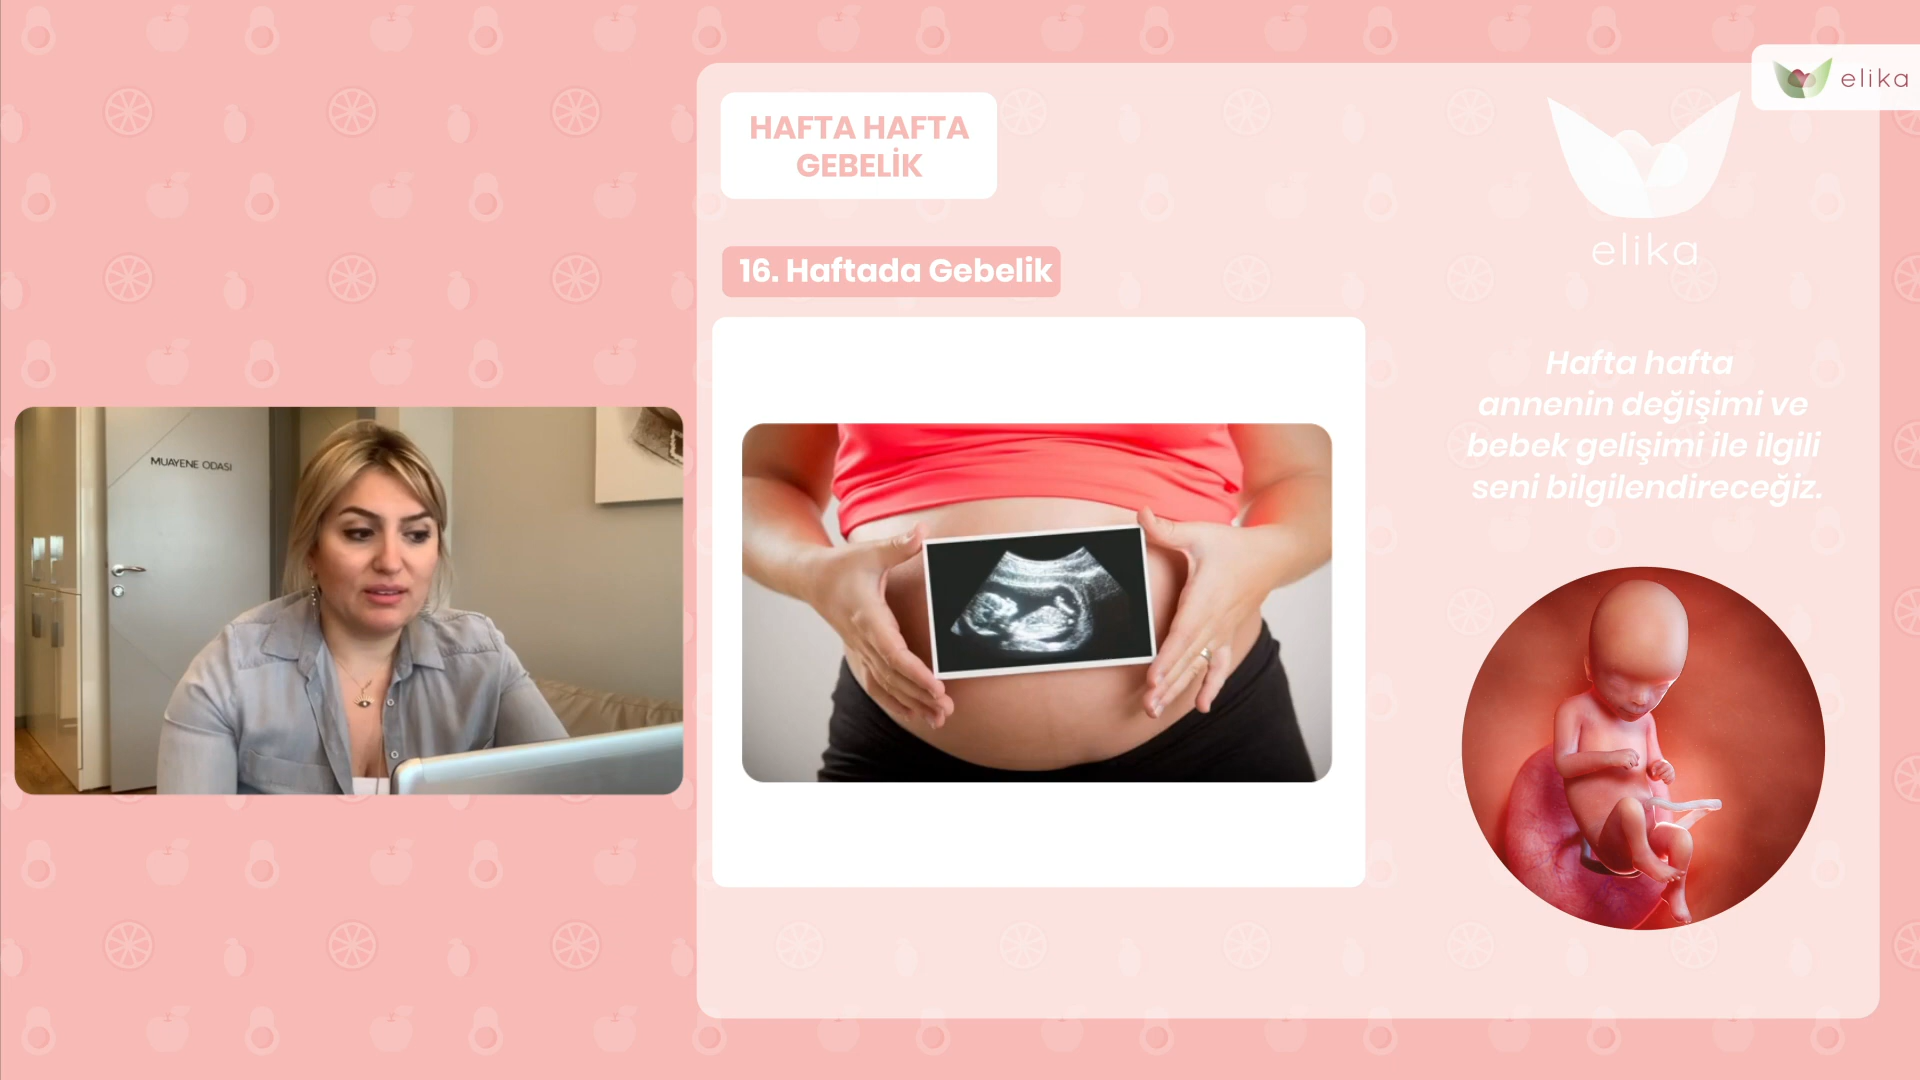 elika
HAFTA HAFTA
GEBELİK
elika
16. Haftada Gebelik
Hafta hafta
annenin değişimi ve
bebek gelişimi ile ilgili
seni bilgilendireceğiz.
MUAYENE ODASI